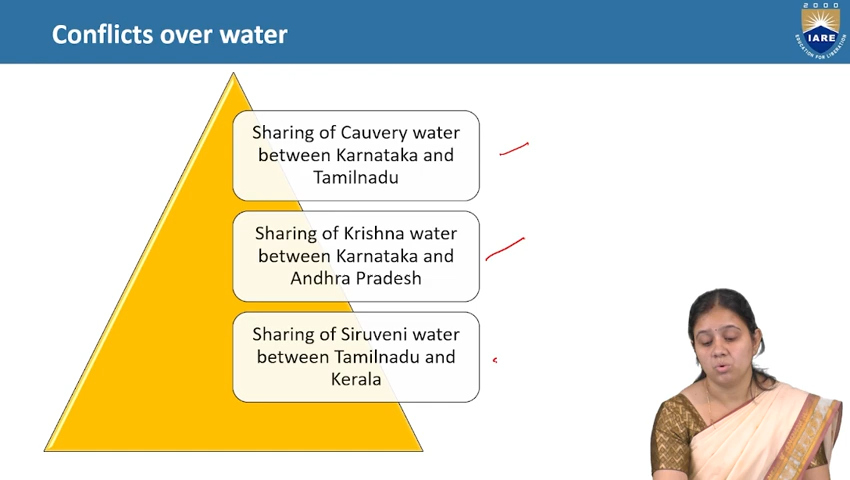 Conflicts over water
2000
IARE
EDUCATION FOR LIBERATION
Sharing of Cauvery water
between Karnataka and
Tamilnadu
Sharing of Krishna water
between Karnataka and
Andhra Pradesh
Sharing of Siruveni water
between Tamilnadu and
Kerala